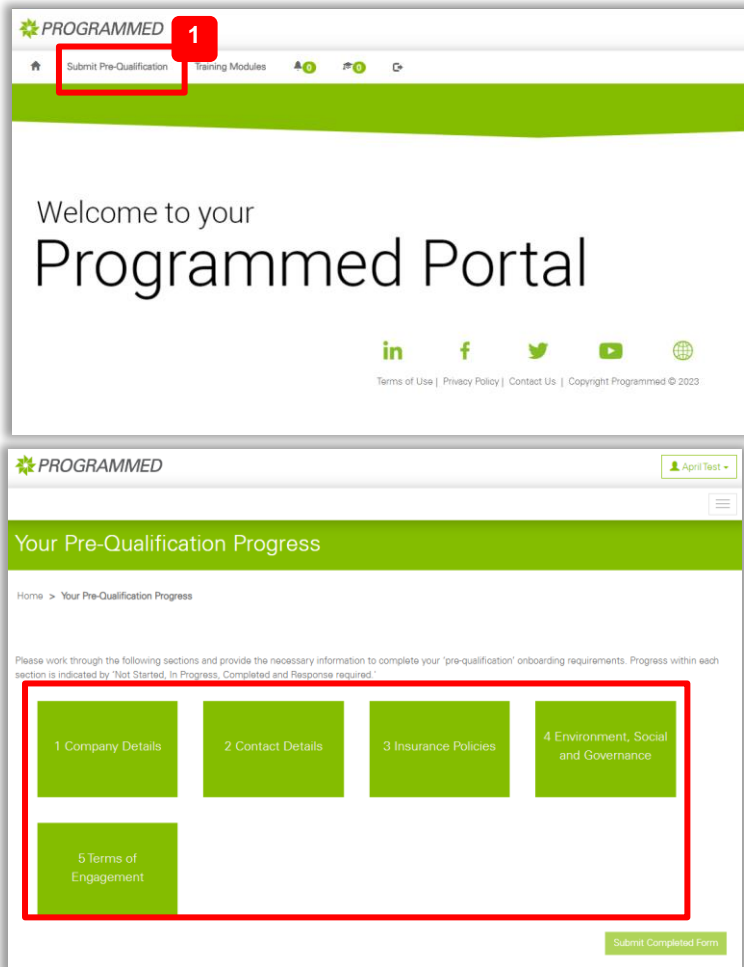 PROGRAMMED
1
Submit Pre-Qualification Training Modules 0 0
Welcome to your
Programmed Portal
in f
Terms of Use | Privacy Policy | Contact Us | Copyright Programmed © 2023
PROGRAMMED
April Test
Your Pre-Qualification Progress
Home > Your Pre-Qualification Progress
Please work through the following sections and provide the necessary information to complete your 'pre-qualification' onboarding requirements. Progress within each
section is indicated by 'Not Started, In Progress, Completed and Response required.'
1 Company Details
2 Contact Details
3 Insurance Policies
4 Environment, Social
and Governance
5 Terms of
Engagement
Submit Completed Form